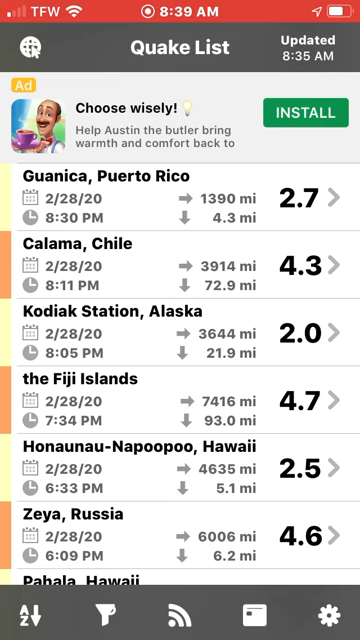 TFW 8:39 AM
Quake List
Updated
8:35 AM
Ad
Choose wisely!
INSTALL
Help Austin the butler bring
warmth and comfort back to
Guanica, Puerto Rico
2/28/20 1390 mi 2.7
8:30 PM 4.3 mi
Calama, Chile
2/28/20 3914 mi 4.3
8:11 PM 72.9 mi
Kodiak Station, Alaska
2/28/20 3644 mi 2.0
8:05 PM 21.9 mi
the Fiji Islands
2/28/20 7416 mi 4.7
7:34 PM 93.0 mi
Honaunau-Napoopoo, Hawaii
2/28/20 4635 mi 2.5
6:33 PM 5.1 mi
Zeya, Russia
2/28/20 6006 mi 4.6
6:09 PM 6.2 mi
Pahala, Hawaii
A
Z